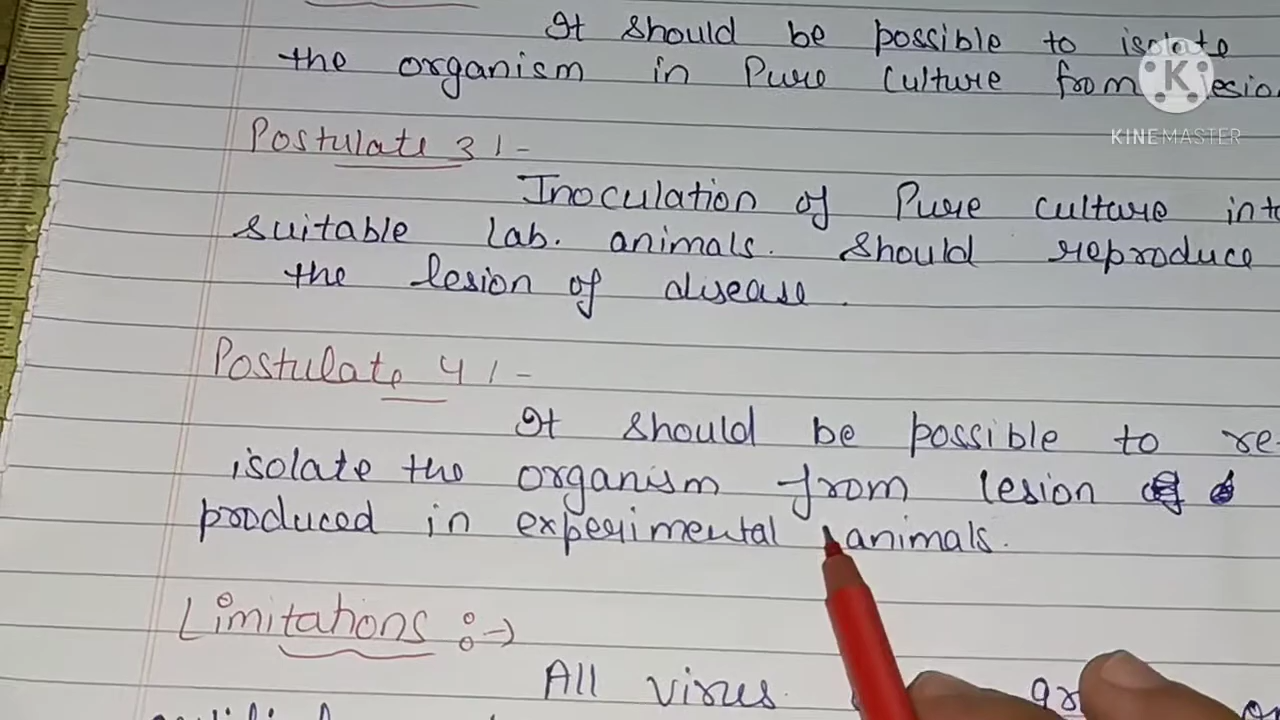 It should be possible to isolate
the organism in Pure Culture from lesion
KINEMASTER
Postulate 3 :-
Inoculation of Pure culture into
suitable lab. animals. Should reproduce
the lesion of disease.
Postulate 4 :-
It should be possible to re-
isolate the organism from lesion
produced in experimental animals.
Limitations :->
All virus.